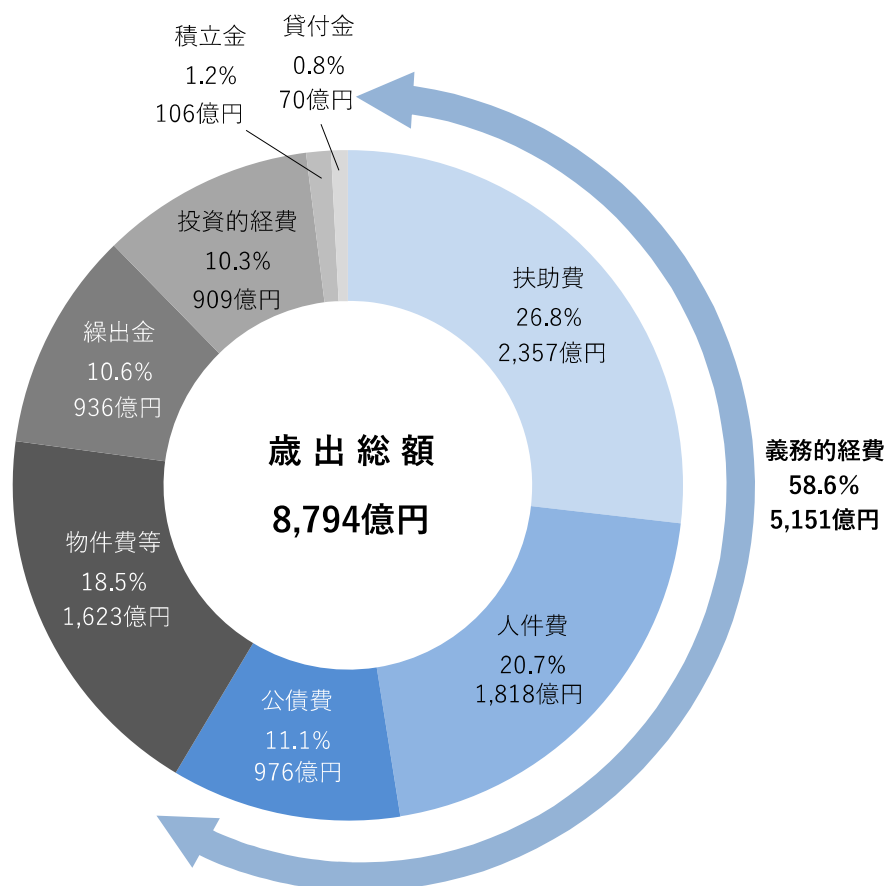 積立金
1.2%
106億円
貸付金
0.8%
70億円
投資的経費
10.3%
909億円
扶助費
26.8%
2,357億円
繰出金
10.6%
936億円
歳出総額
8,794億円
義務的経費
58.6%
5,151億円
物件費等
18.5%
1,623億円
人件費
20.7%
1,818億円
公債費
11.1%
976億円